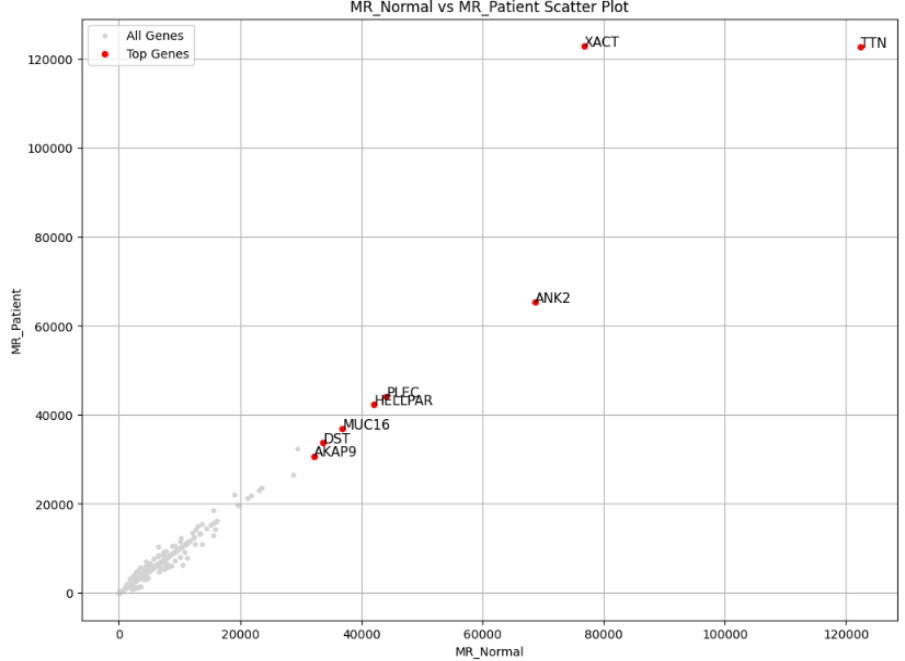 MR_Normal vs MR_Patient Scatter Plot
All Genes
Top Genes
XACT
TTN
ANK2
PLEC
HELLPAR
MUC16
DST
AKAP9
MR_Patient
120000
100000
80000
60000
40000
20000
0
0 20000 40000 60000 80000 100000 120000
MR_Normal